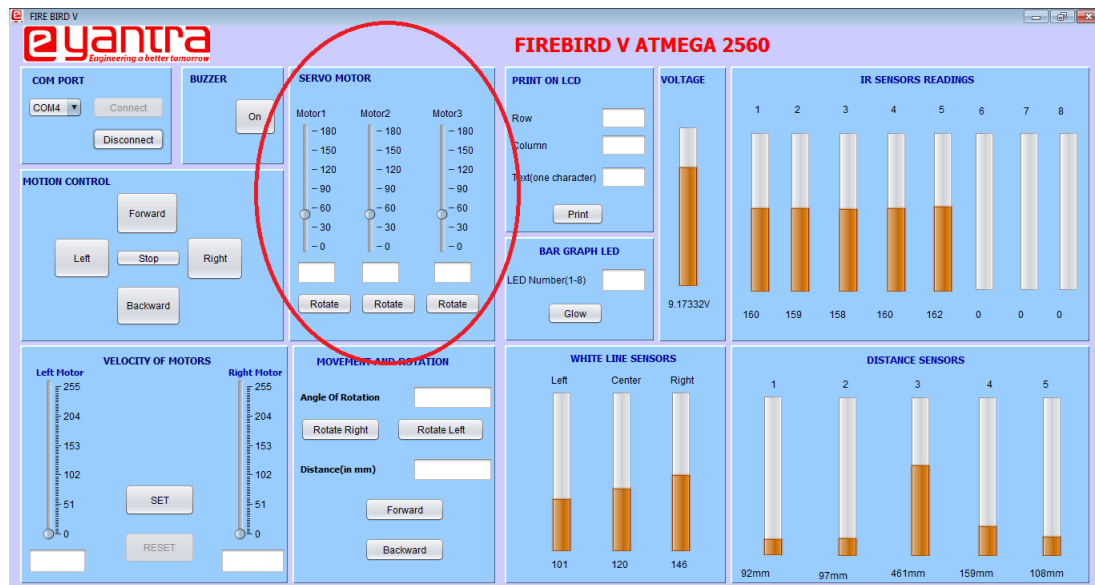 FIRE BIRD V
e yantra
Engineering a better tomorrow
FIREBIRD V ATMEGA 2560
COM PORT
COM4
Connect
Disconnect
BUZZER
On
MOTION CONTROL
Forward
Left
Stop
Right
Backward
SERVO MOTOR
Motor1 Motor2 Motor3
180 180 180
150 150 150
120 120 120
90 90 90
60 60 60
30 30 30
0 0 0
Rotate Rotate Rotate
PRINT ON LCD
Row
Column
Text(one character)
Print
BAR GRAPH LED
LED Number(1-8)
Glow
VOLTAGE
9.17332V
IR SENSORS READINGS
1 2 3 4 5 6 7 8
160 159 158 160 162 0 0 0
VELOCITY OF MOTORS
Left Motor Right Motor
255 255
204 204
153 153
102 102
51 51
0 0
SET
RESET
MOVEMENT AND ROTATION
Angle Of Rotation
Rotate Right Rotate Left
Distance(in mm)
Forward
Backward
WHITE LINE SENSORS
Left Center Right
101 120 146
DISTANCE SENSORS
1 2 3 4 5
92mm 97mm 461mm 159mm 108mm